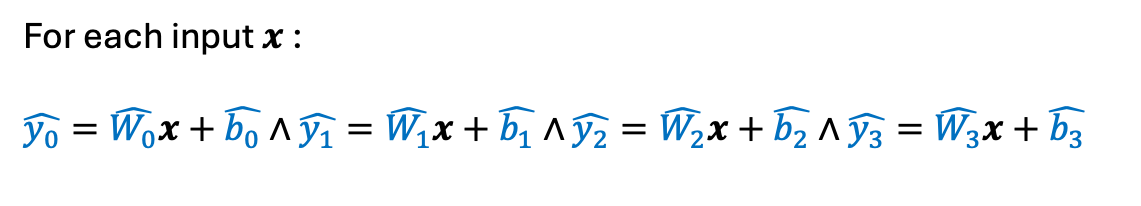 For each input 𝒙 :
ŷ₀ = Ŵ₀𝒙 + b̂₀ ∧ ŷ₁ = Ŵ₁𝒙 + b̂₁ ∧ ŷ₂ = Ŵ₂𝒙 + b̂₂ ∧ ŷ₃ = Ŵ₃𝒙 + b̂₃